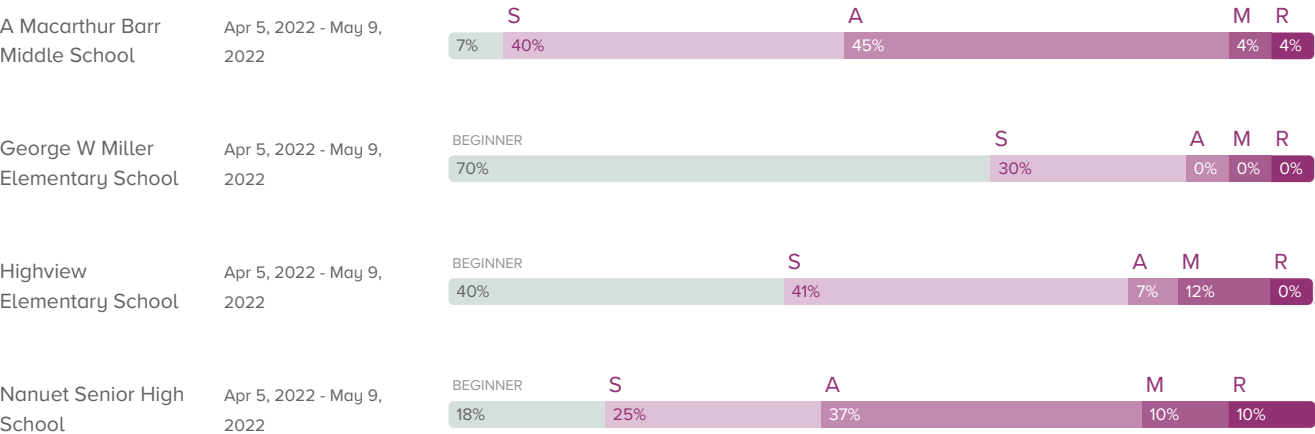 S A M R
A Macarthur Barr Apr 5, 2022 - May 9,
7% 40% 45% 4% 4%
Middle School 2022
BEGINNER S A M R
George W Miller Apr 5, 2022 - May 9,
70% 30% 0% 0% 0%
Elementary School 2022
BEGINNER S A M R
Highview Apr 5, 2022 - May 9,
40% 41% 7% 12% 0%
Elementary School 2022
BEGINNER S A M R
Nanuet Senior High Apr 5, 2022 - May 9,
18% 25% 37% 10% 10%
School 2022